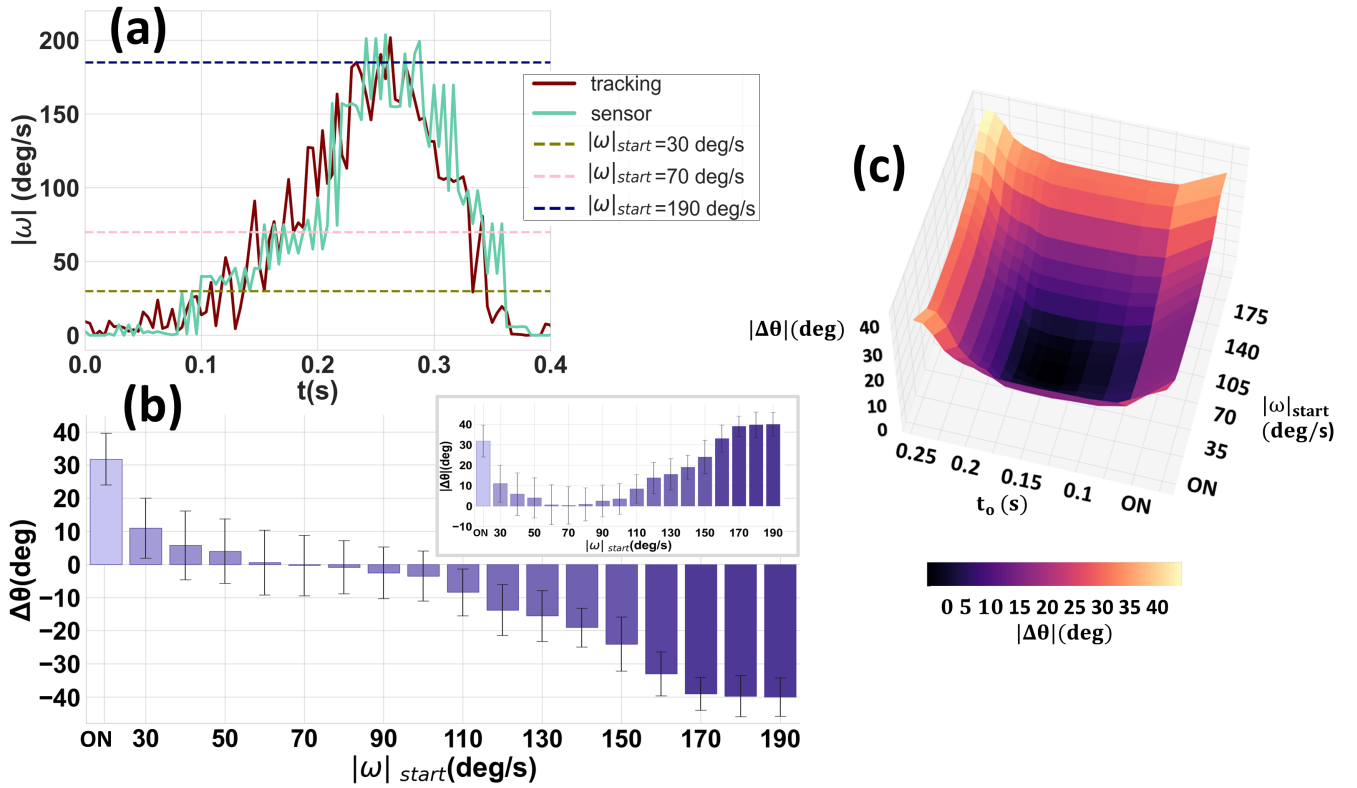 (a)
200
150
100
50
0
|ω| (deg/s)
0.0 0.1 0.2 0.3 0.4
t(s)
tracking
sensor
|ω|start=30 deg/s
|ω|start=70 deg/s
|ω|start=190 deg/s
(b)
40
30
20
10
0
−10
−20
−30
−40
Δθ(deg)
ON 30 50 70 90 110 130 150 170 190
|ω| start(deg/s)
40
30
20
10
0
−10
|Δθ|(deg)
ON 30 50 70 90 110 130 150 170 190
|ω| start(deg/s)
(c)
|Δθ|(deg)
40
30
20
10
0
0.25 0.2 0.15 0.1 ON
to (s)
175
140
105
70
35
ON
|ω|start
(deg/s)
0 5 10 15 20 25 30 35 40
|Δθ|(deg)